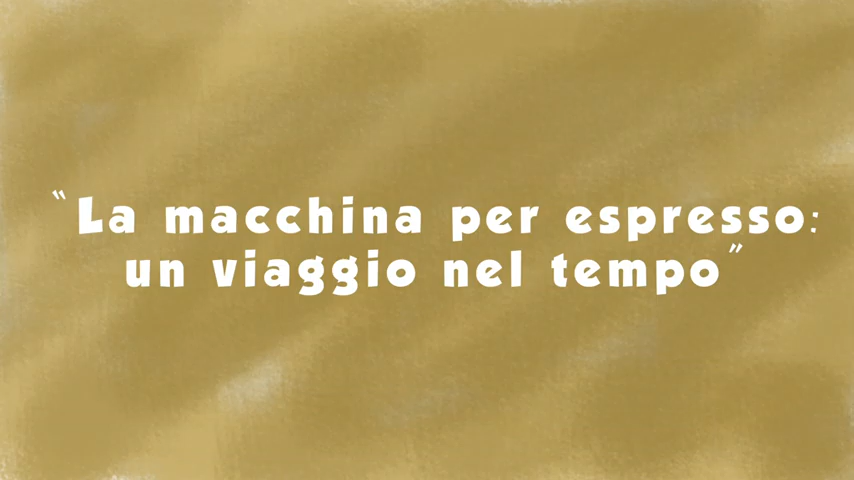 “La macchina per espresso:
un viaggio nel tempo”